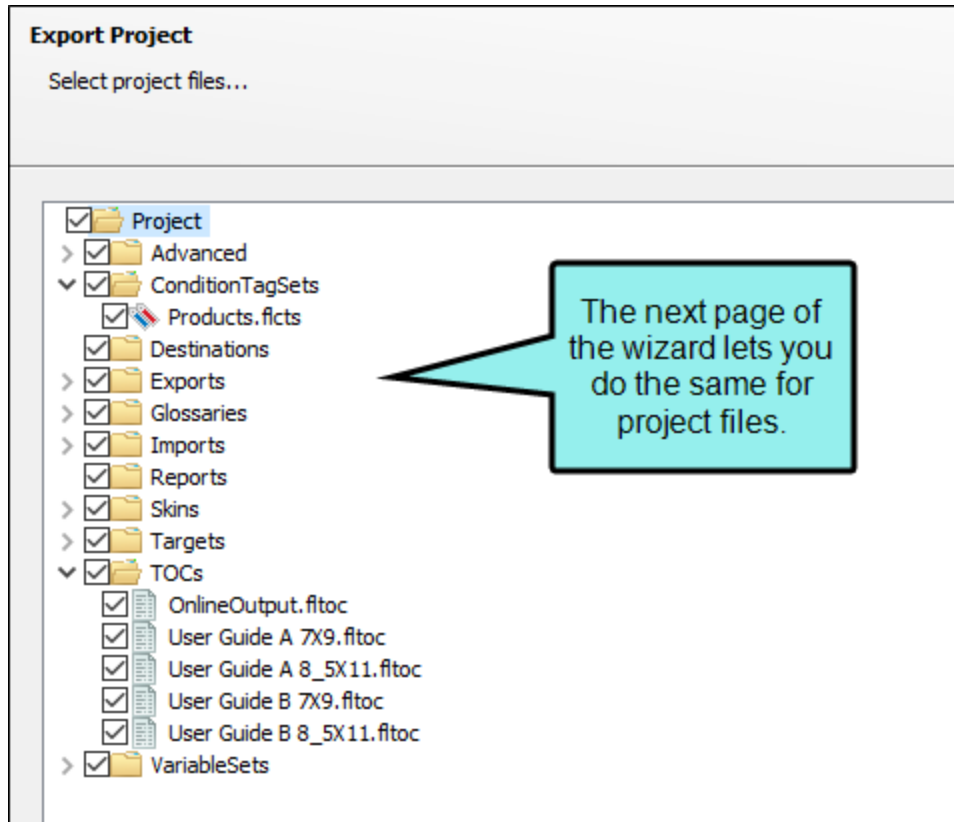 Export Project
Select project files...
Project
Advanced
ConditionTagSets
Products.flcts
Destinations
Exports
Glossaries
Imports
Reports
Skins
Targets
TOCs
OnlineOutput.fltoc
User Guide A 7X9.fltoc
User Guide A 8_5X11.fltoc
User Guide B 7X9.fltoc
User Guide B 8_5X11.fltoc
VariableSets
The next page of
the wizard lets you
do the same for
project files.